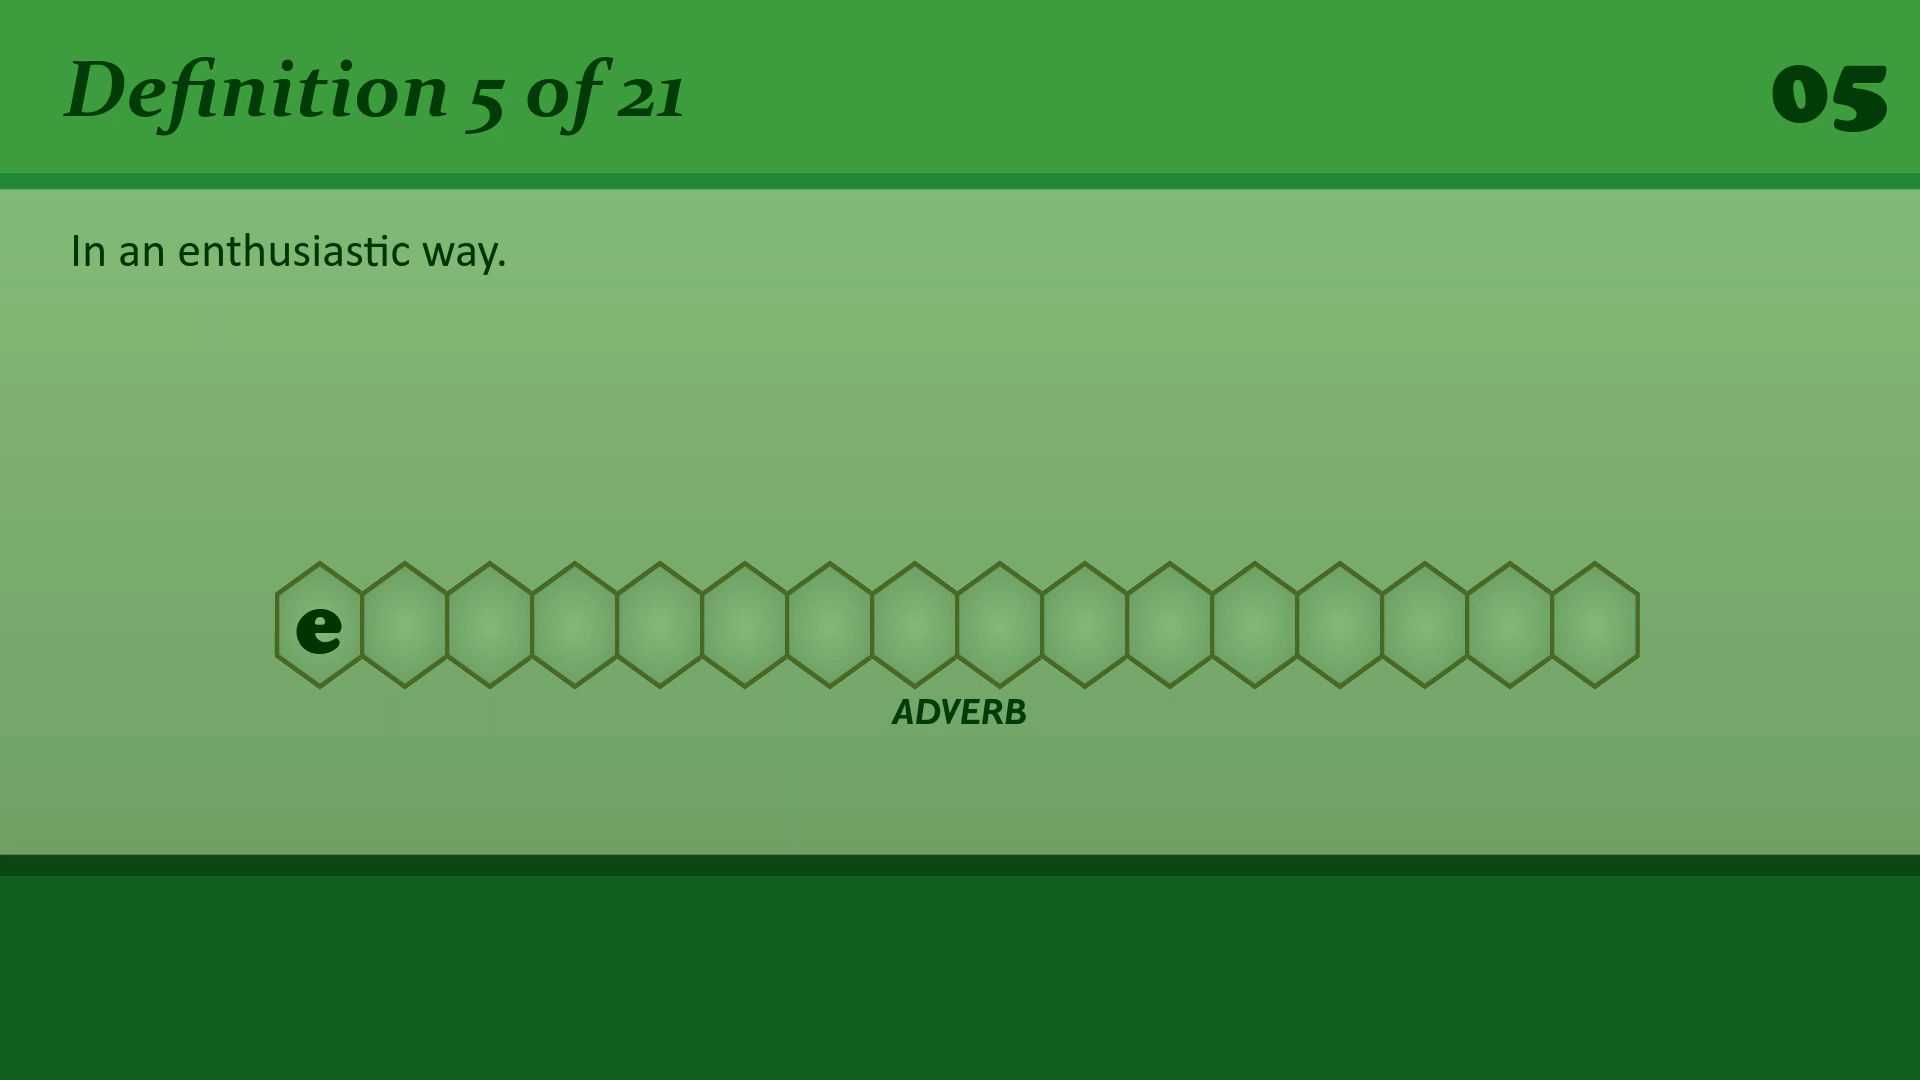 Definition 5 of 21
05
In an enthusiastic way.
e
ADVERB